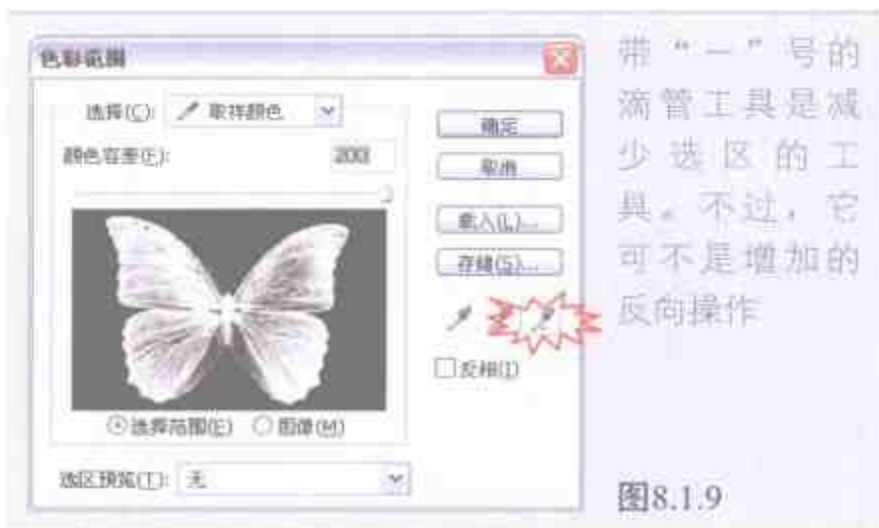 色彩范围
选择(C): 取样颜色
确定
颜色容差(F): 200
取消
载入(L)...
存储(S)...
反相(I)
选择范围(E) 图像(M)
选区预览(T): 无
带“一”号的
滴管工具是减
少选区的工
具。不过，它
可不是增加的
反向操作
图8.1.9